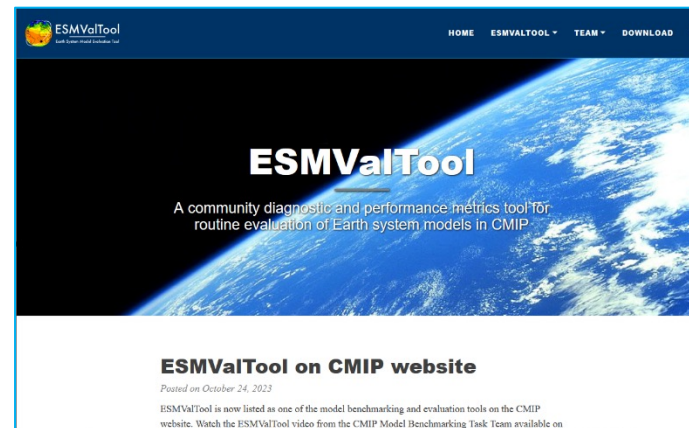 ESMValTool
Earth System Model Evaluation Tool
HOME ESMVALTOOL TEAM DOWNLOAD
ESMValTool
A community diagnostic and performance metrics tool for
routine evaluation of Earth system models in CMIP
ESMValTool on CMIP website
Posted on October 24, 2023
ESMValTool is now listed as one of the model benchmarking and evaluation tools on the CMIP
website. Watch the ESMValTool video from the CMIP Model Benchmarking Task Team available on